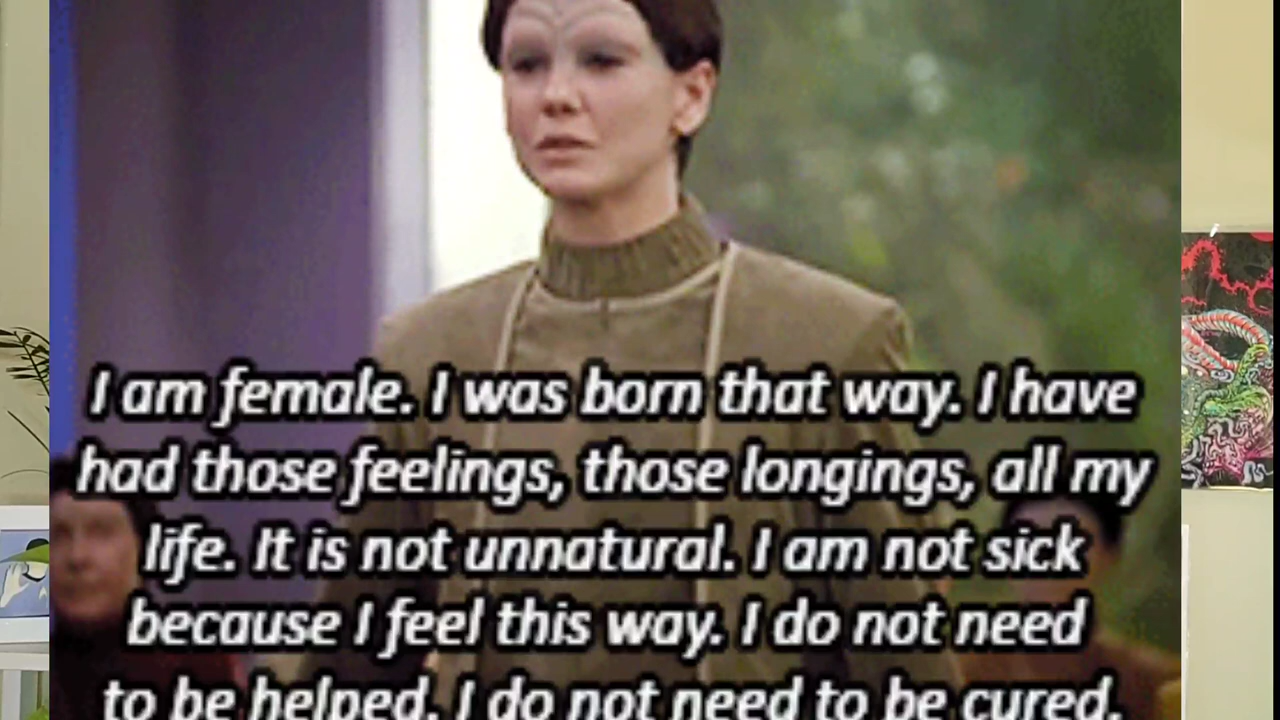 I am female. I was born that way. I have
had those feelings, those longings, all my
life. It is not unnatural. I am not sick
because I feel this way. I do not need
to be helped. I do not need to be cured.